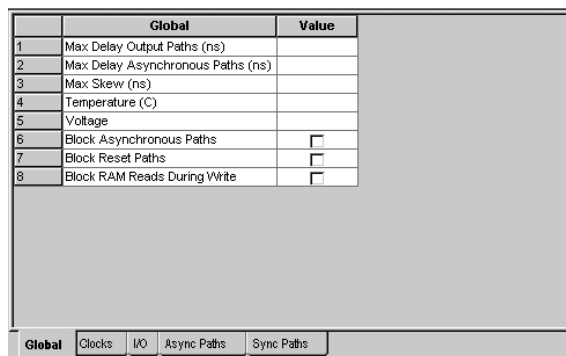 Global Value
1 Max Delay Output Paths (ns)
2 Max Delay Asynchronous Paths (ns)
3 Max Skew (ns)
4 Temperature (C)
5 Voltage
6 Block Asynchronous Paths
7 Block Reset Paths
8 Block RAM Reads During Write
Global Clocks I/O Async Paths Sync Paths